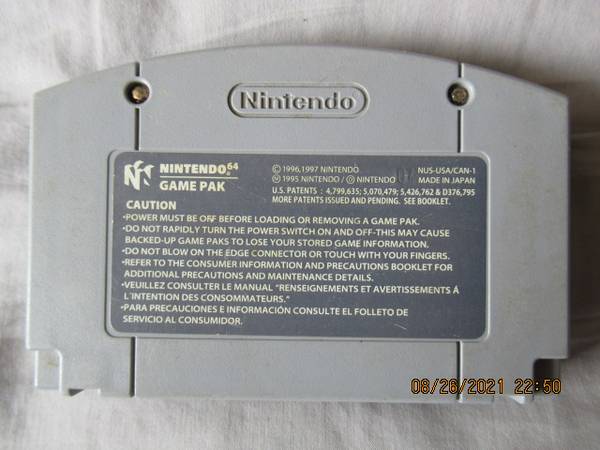 Nintendo
NINTENDO64
GAME PAK
©1996,1997 NINTENDO
Ⓜ1995 NINTENDO / Ⓓ NINTENDO
NUS-USA/CAN-1
MADE IN JAPAN
U.S. PATENTS : 4,799,635; 5,070,479; 5,426,762 & D376,795
MORE PATENTS ISSUED AND PENDING. SEE BOOKLET.
CAUTION
•POWER MUST BE OFF BEFORE LOADING OR REMOVING A GAME PAK.
•DO NOT RAPIDLY TURN THE POWER SWITCH ON AND OFF-THIS MAY CAUSE
BACKED-UP GAME PAKS TO LOSE YOUR STORED GAME INFORMATION.
•DO NOT BLOW ON THE EDGE CONNECTOR OR TOUCH WITH YOUR FINGERS.
•REFER TO THE CONSUMER INFORMATION AND PRECAUTIONS BOOKLET FOR
ADDITIONAL PRECAUTIONS AND MAINTENANCE DETAILS.
•VEUILLEZ CONSULTER LE MANUAL "RENSEIGNEMENTS ET AVERTISSEMENTS Á
L'INTENTION DES CONSOMMATEURS."
•PARA PRECAUCIONES E INFORMACIÓN CONSULTE EL FOLLETO DE
SERVICIO AL CONSUMIDOR.
08/26/2021 22:50